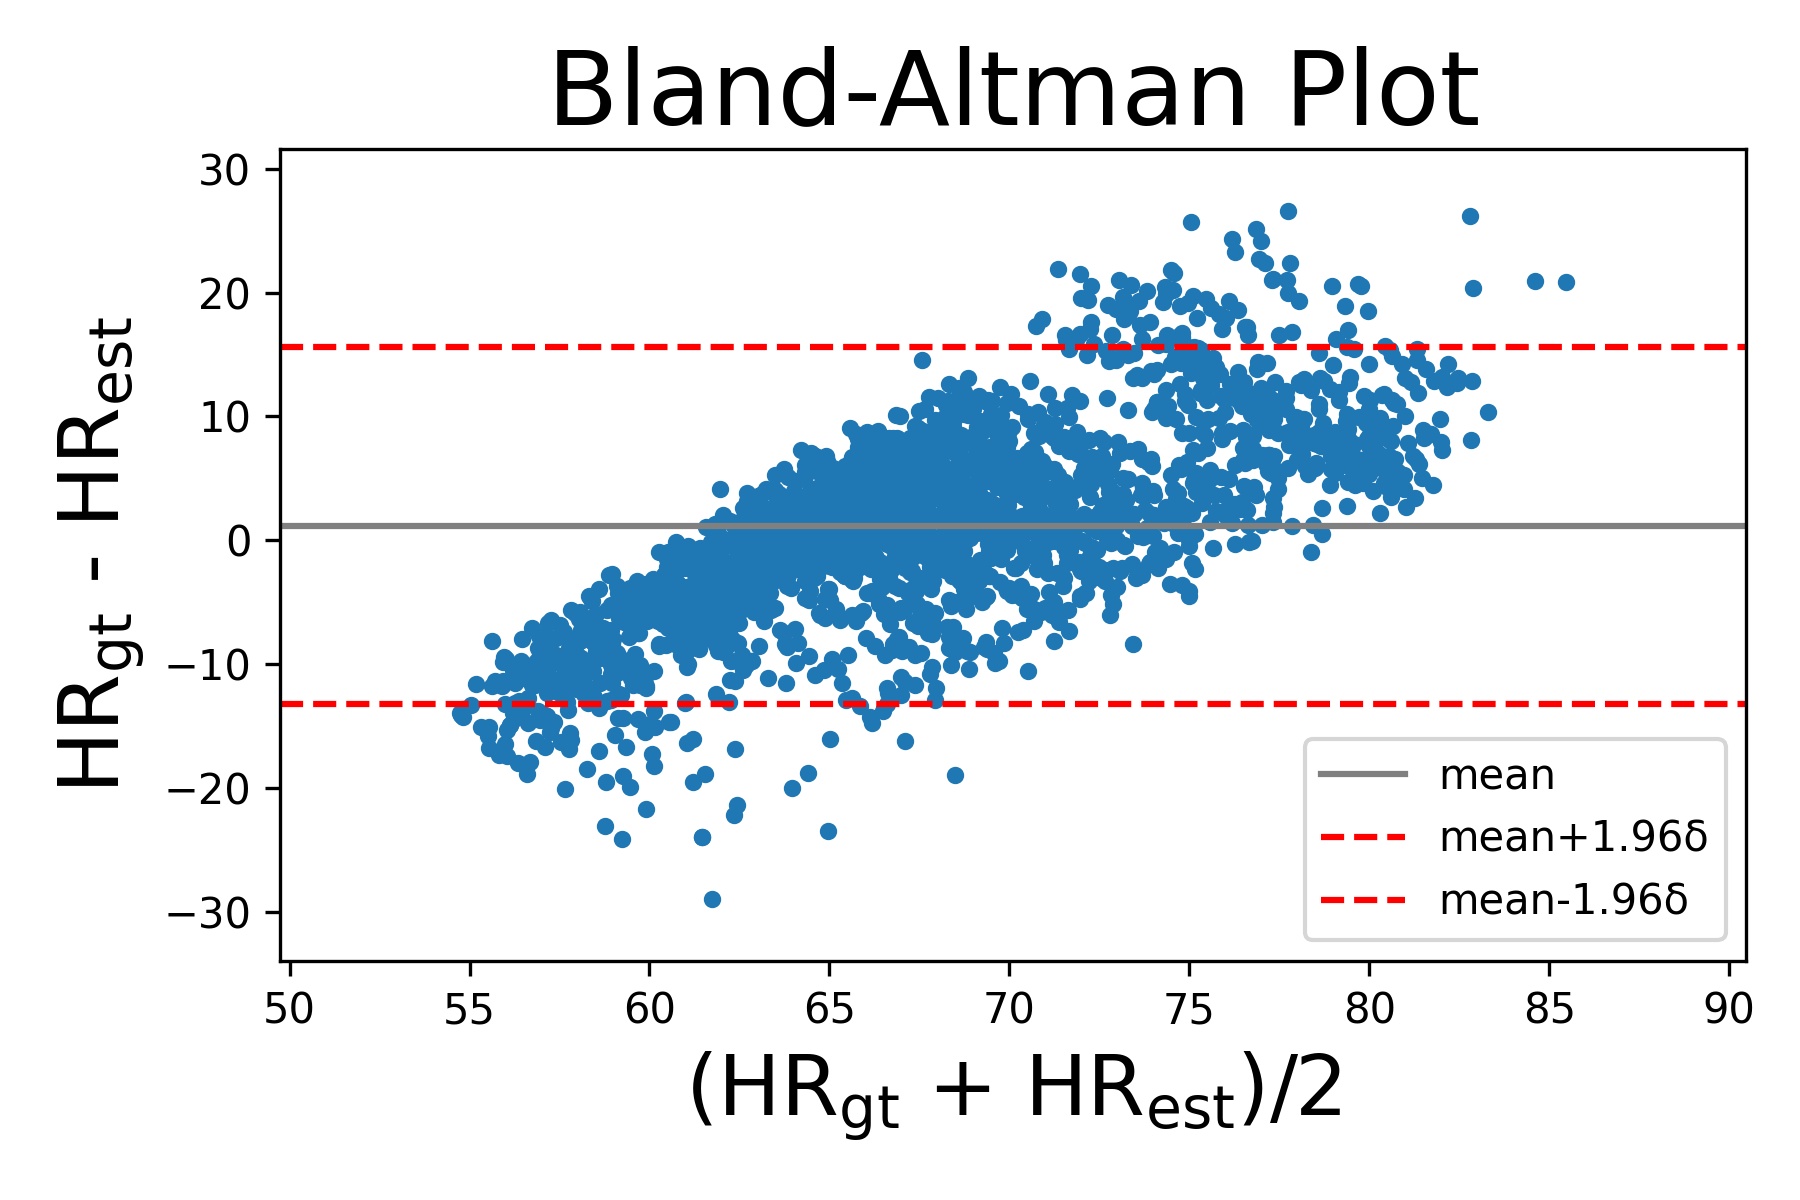 Bland-Altman Plot
HRgt - HRest
30
20
10
0
−10
−20
−30
mean
mean+1.96δ
mean-1.96δ
50 55 60 65 70 75 80 85 90
(HRgt + HRest)/2